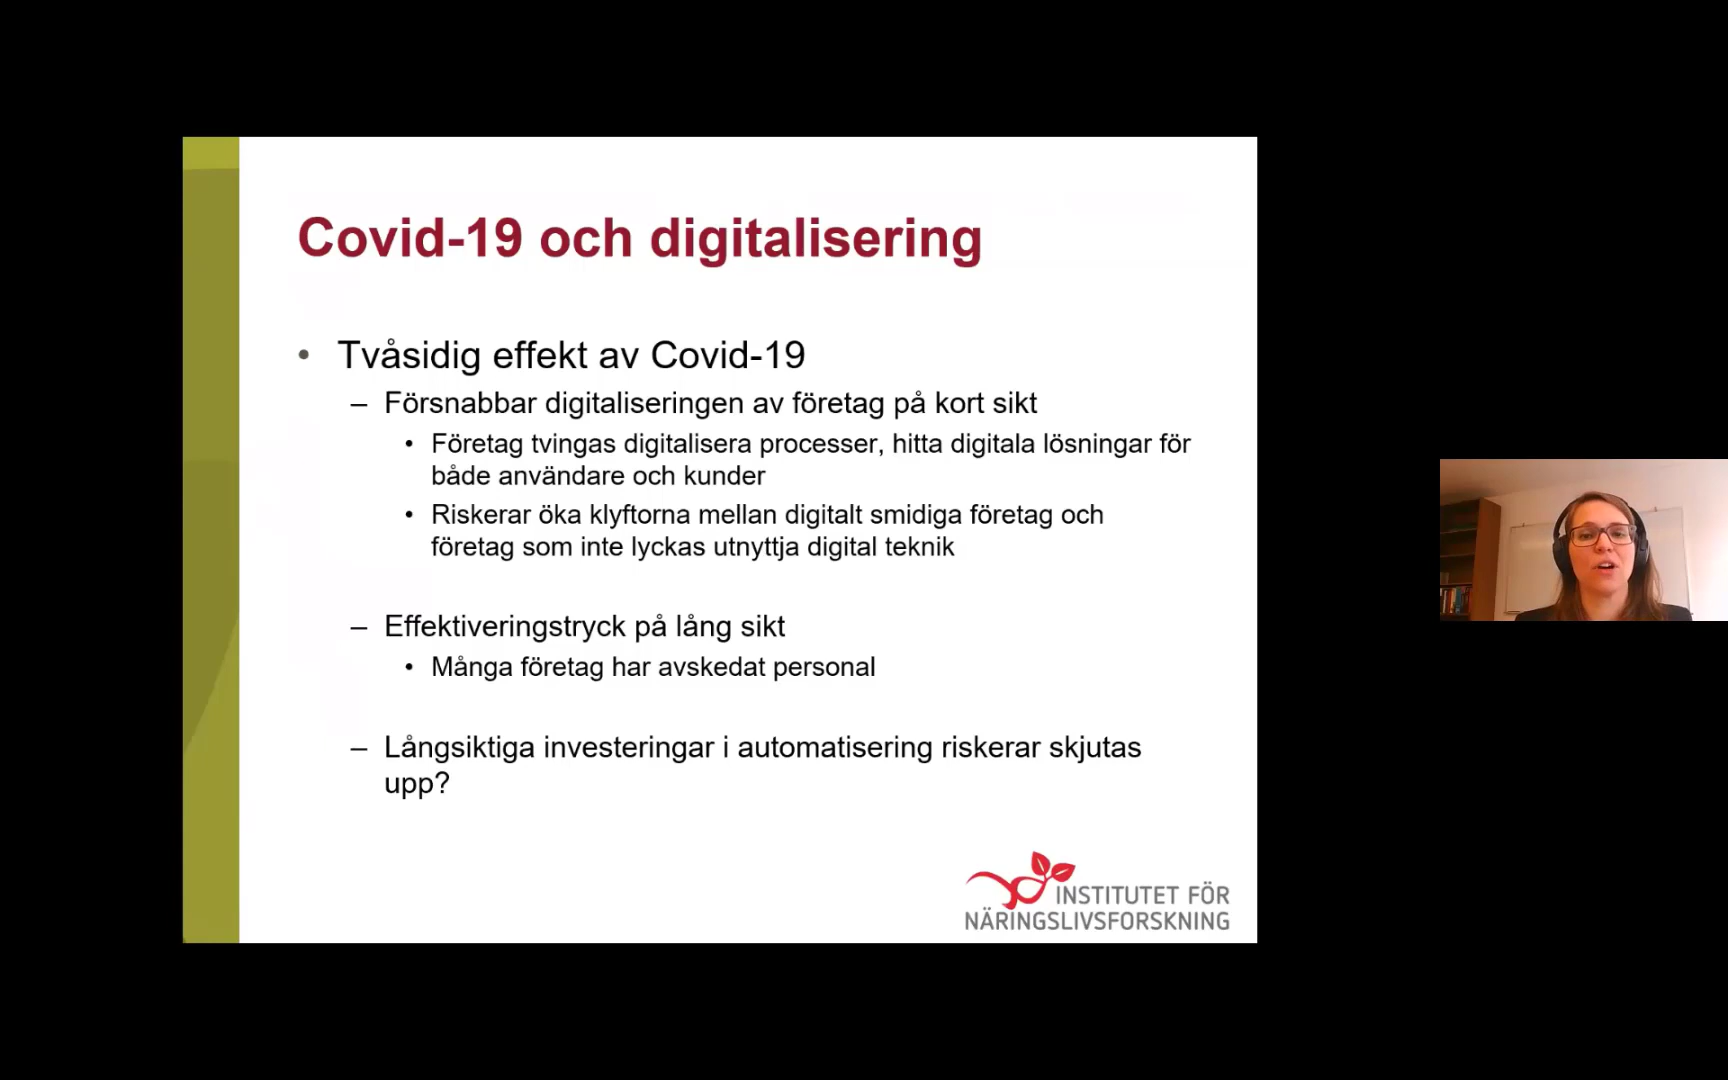 Covid-19 och digitalisering
• Tvåsidig effekt av Covid-19
– Försnabbar digitaliseringen av företag på kort sikt
• Företag tvingas digitalisera processer, hitta digitala lösningar för
både användare och kunder
• Riskerar öka klyftorna mellan digitalt smidiga företag och
företag som inte lyckas utnyttja digital teknik
– Effektiveringstryck på lång sikt
• Många företag har avskedat personal
– Långsiktiga investeringar i automatisering riskerar skjutas
upp?
INSTITUTET FÖR
NÄRINGSLIVSFORSKNING